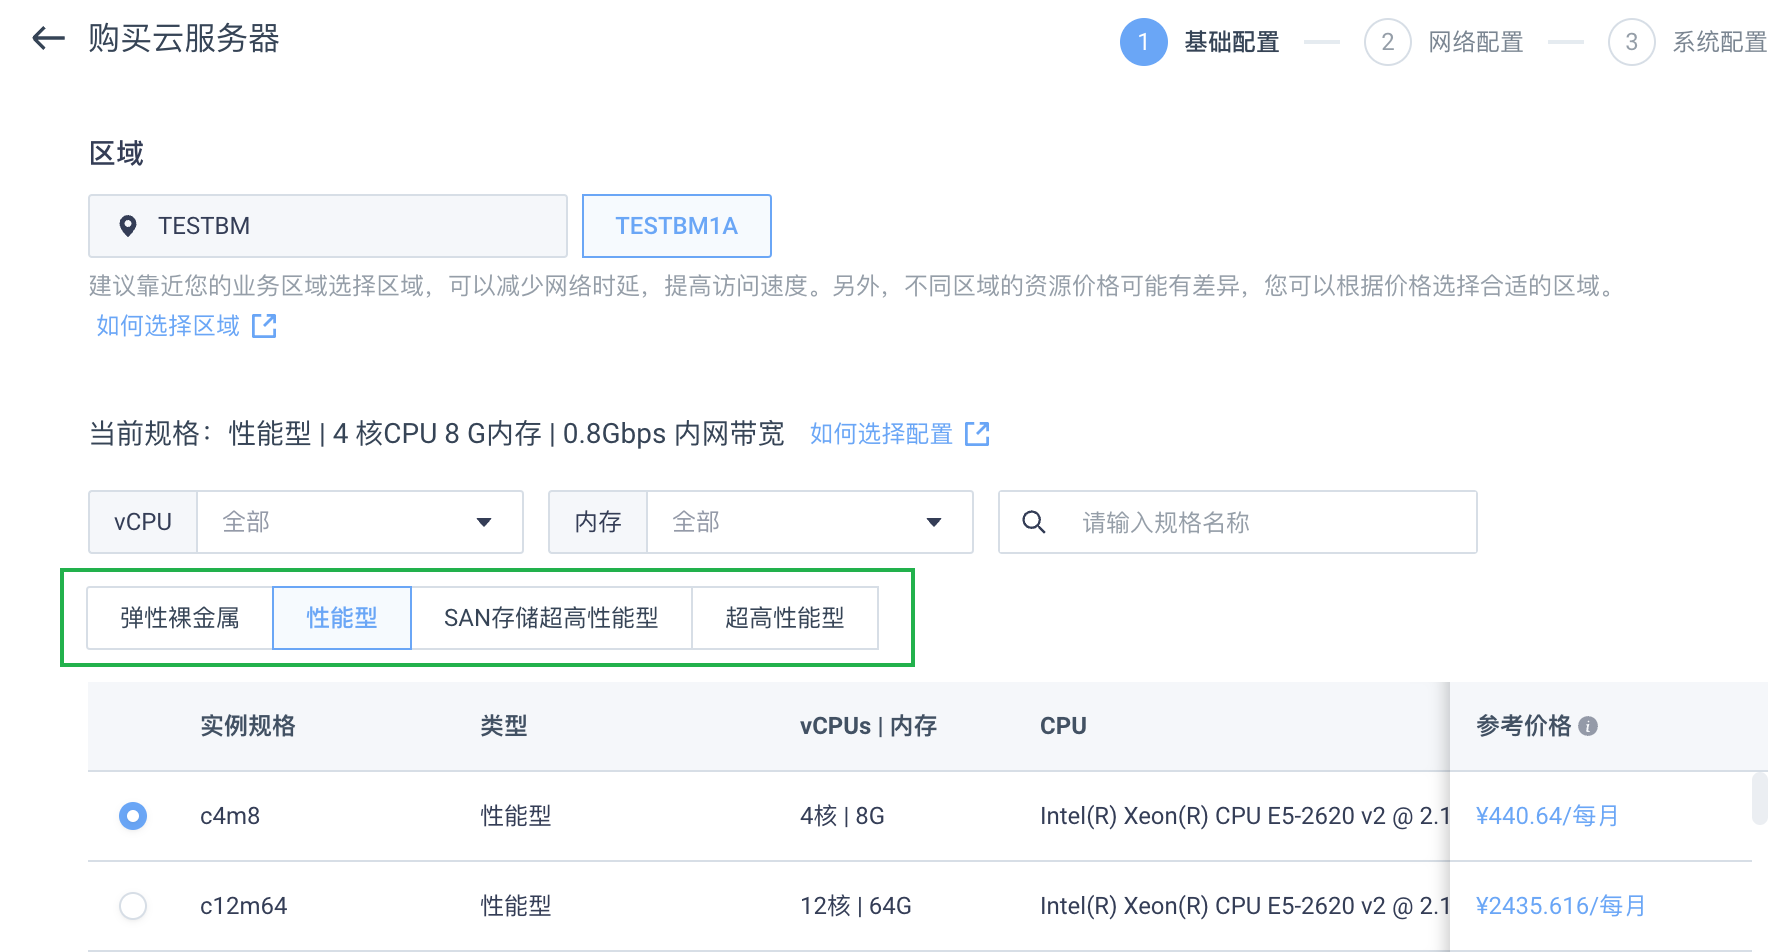 购买云服务器
1 基础配置 2 网络配置 3 系统配置
区域
TESTBM TESTBM1A
建议靠近您的业务区域选择区域，可以减少网络时延，提高访问速度。另外，不同区域的资源价格可能有差异，您可以根据价格选择合适的区域。
如何选择区域
当前规格：性能型 | 4 核CPU 8 G内存 | 0.8Gbps 内网带宽 如何选择配置
vCPU 全部 内存 全部 请输入规格名称
弹性裸金属 性能型 SAN存储超高性能型 超高性能型
实例规格 类型 vCPUs | 内存 CPU 参考价格
c4m8 性能型 4核 | 8G Intel(R) Xeon(R) CPU E5-2620 v2 @ 2.1 ¥440.64/每月
c12m64 性能型 12核 | 64G Intel(R) Xeon(R) CPU E5-2620 v2 @ 2.1 ¥2435.616/每月